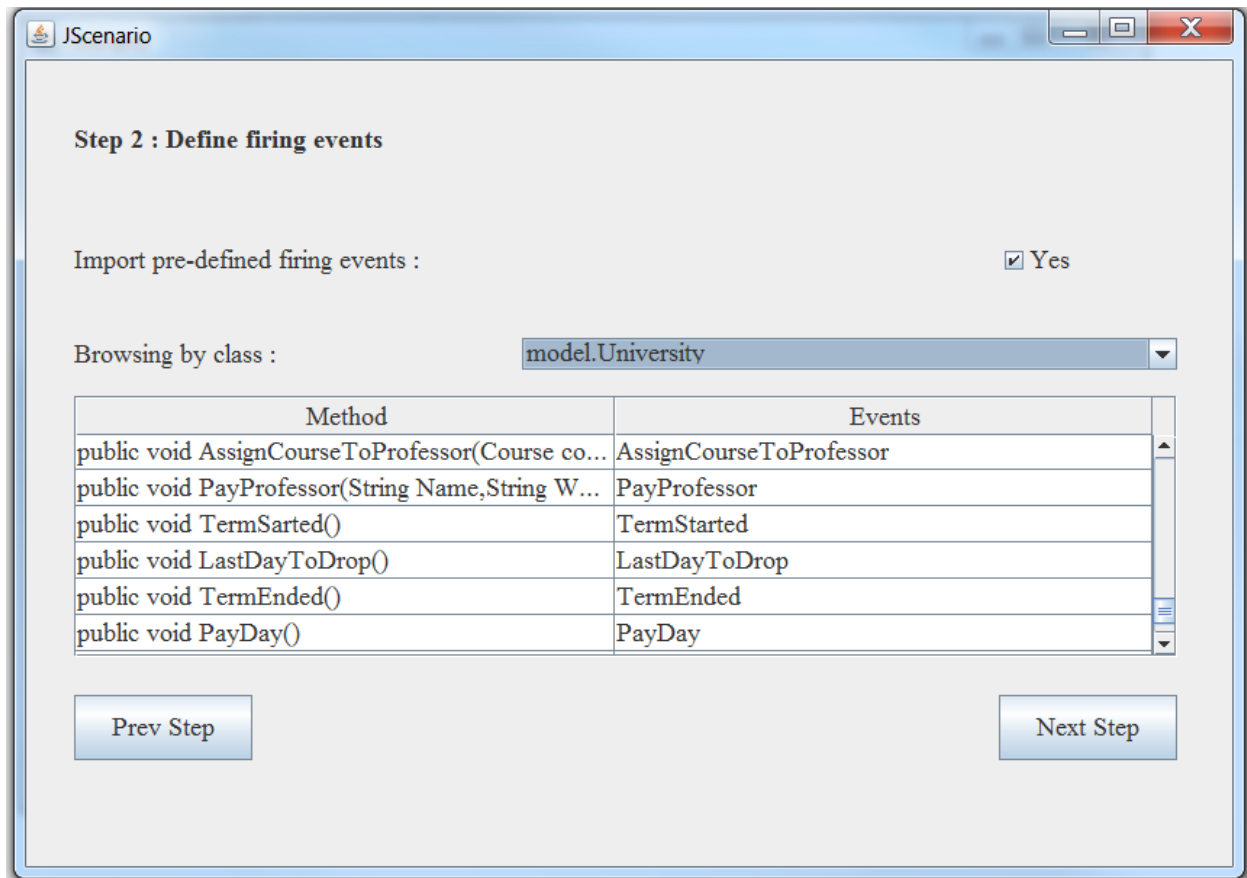 JScenario
Step 2 : Define firing events
Import pre-defined firing events : Yes
Browsing by class : model.University
Method Events
public void AssignCourseToProfessor(Course co... AssignCourseToProfessor
public void PayProfessor(String Name,String W... PayProfessor
public void TermSarted() TermStarted
public void LastDayToDrop() LastDayToDrop
public void TermEnded() TermEnded
public void PayDay() PayDay
Prev Step Next Step